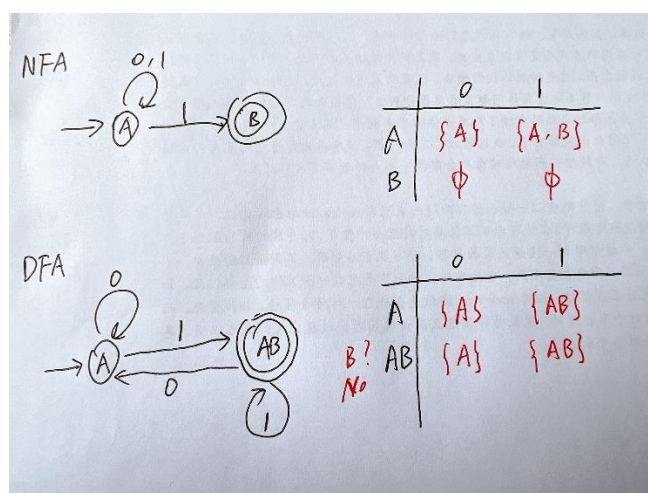 NFA
0,1
A 1 B
0 1
A {A} {A,B}
B ϕ ϕ
DFA
0
A 1 AB
0
1
0 1
A {A} {AB}
B? AB {A} {AB}
No